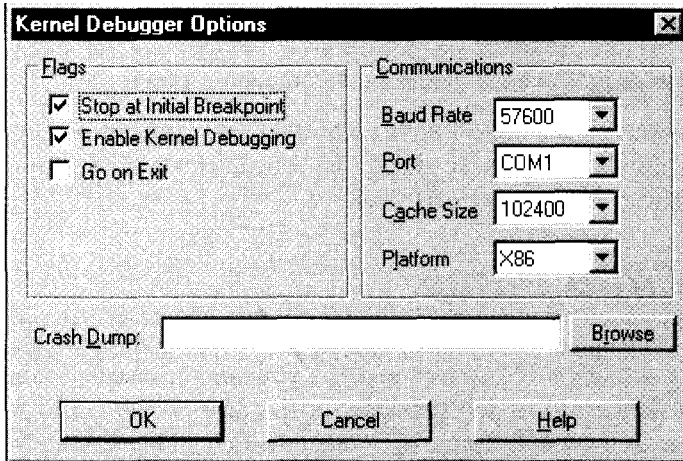 Kernel Debugger Options
Flags
Stop at Initial Breakpoint
Enable Kernel Debugging
Go on Exit
Communications
Baud Rate 57600
Port COM1
Cache Size 102400
Platform X86
Crash Dump: Browse
OK Cancel Help